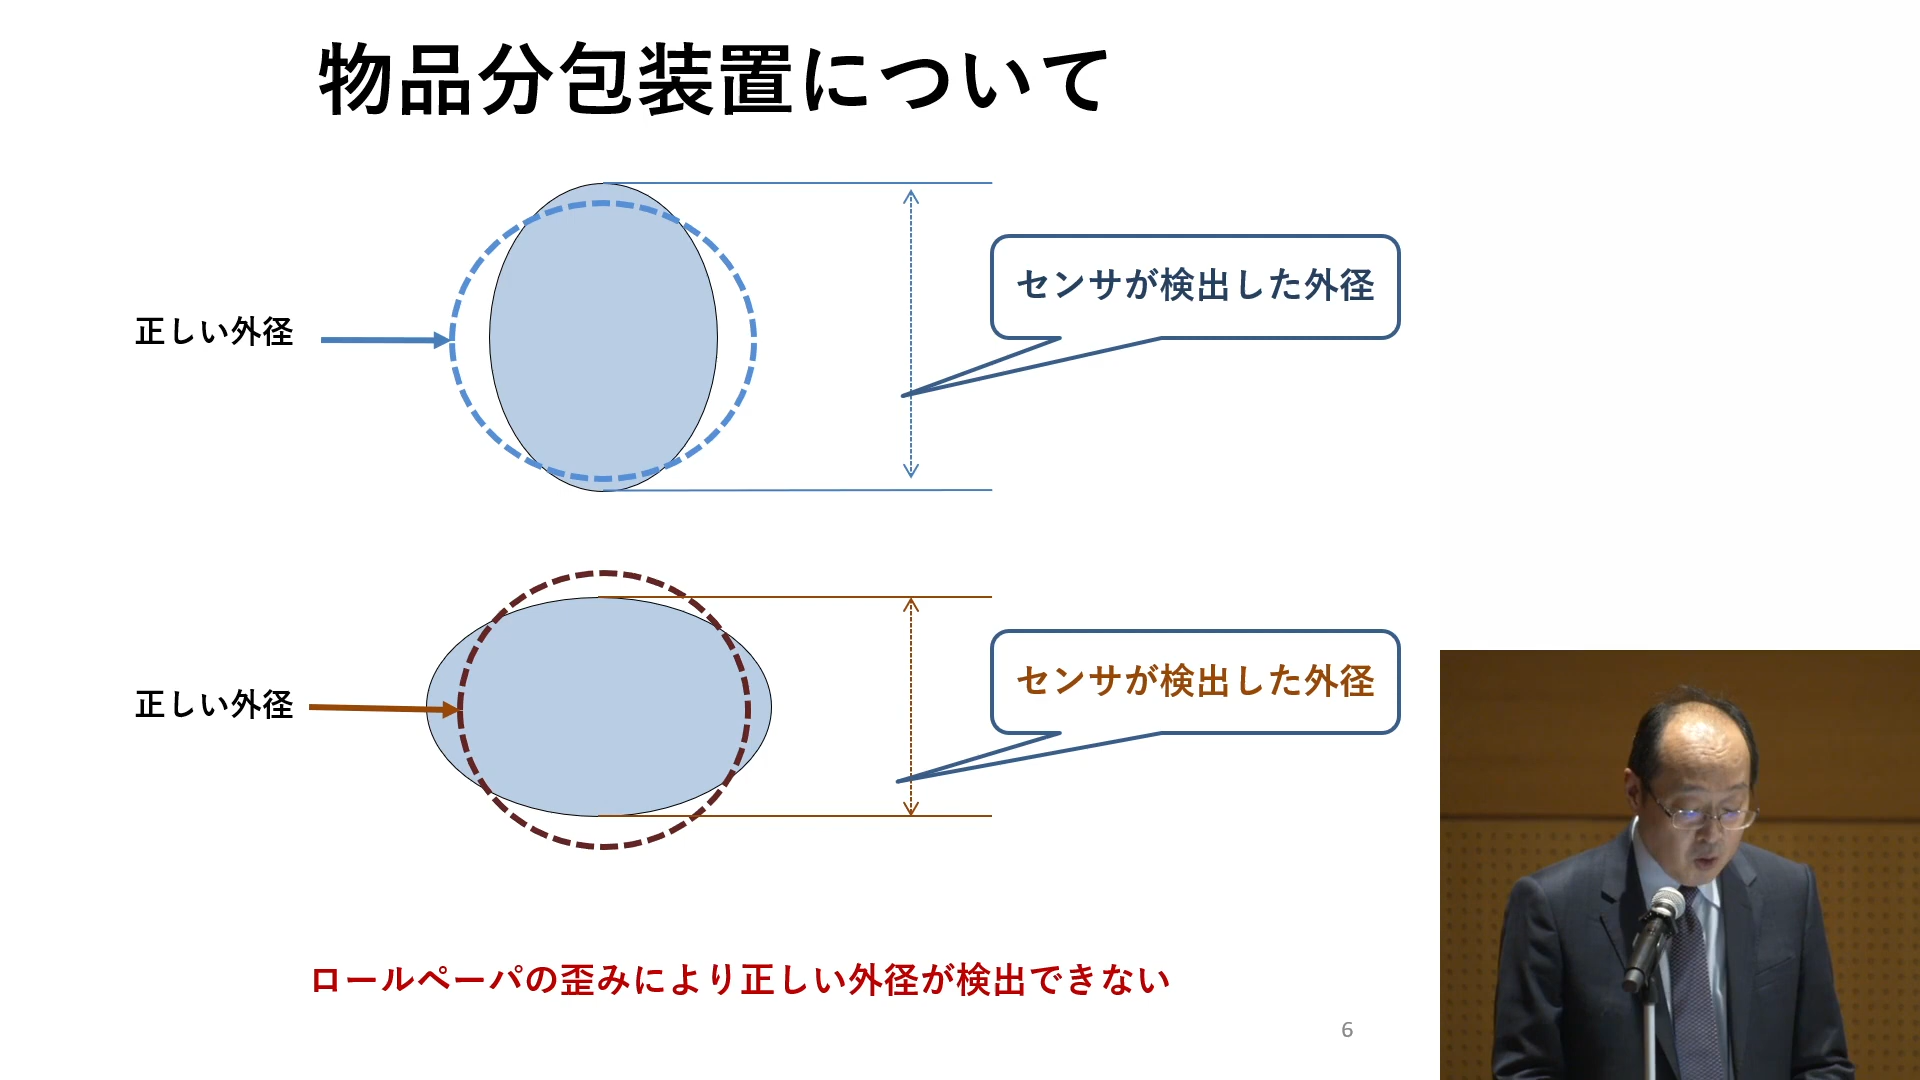 物品分包装置について
センサが検出した外径
正しい外径
センサが検出した外径
正しい外径
ロールペーパの歪みにより正しい外径が検出できない
6